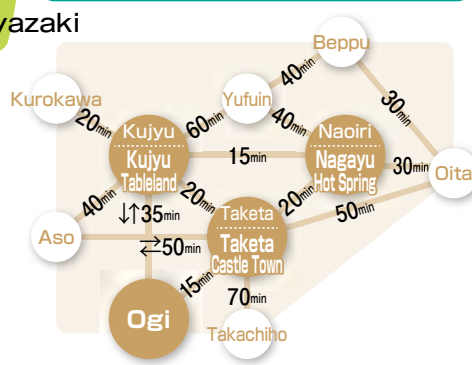 yazaki
Beppu
40min
Kurokawa
Yufuin
20min
Kujyu
60min
40min
Naoiri
30min
Kujyu
Tableland
15min
Nagayu
Hot Spring
30min
Oita
40min
20min
20min
Taketa
50min
↓↑35min
Aso
⇄50min
Taketa
Castle Town
15min
70min
Ogi
Takachiho